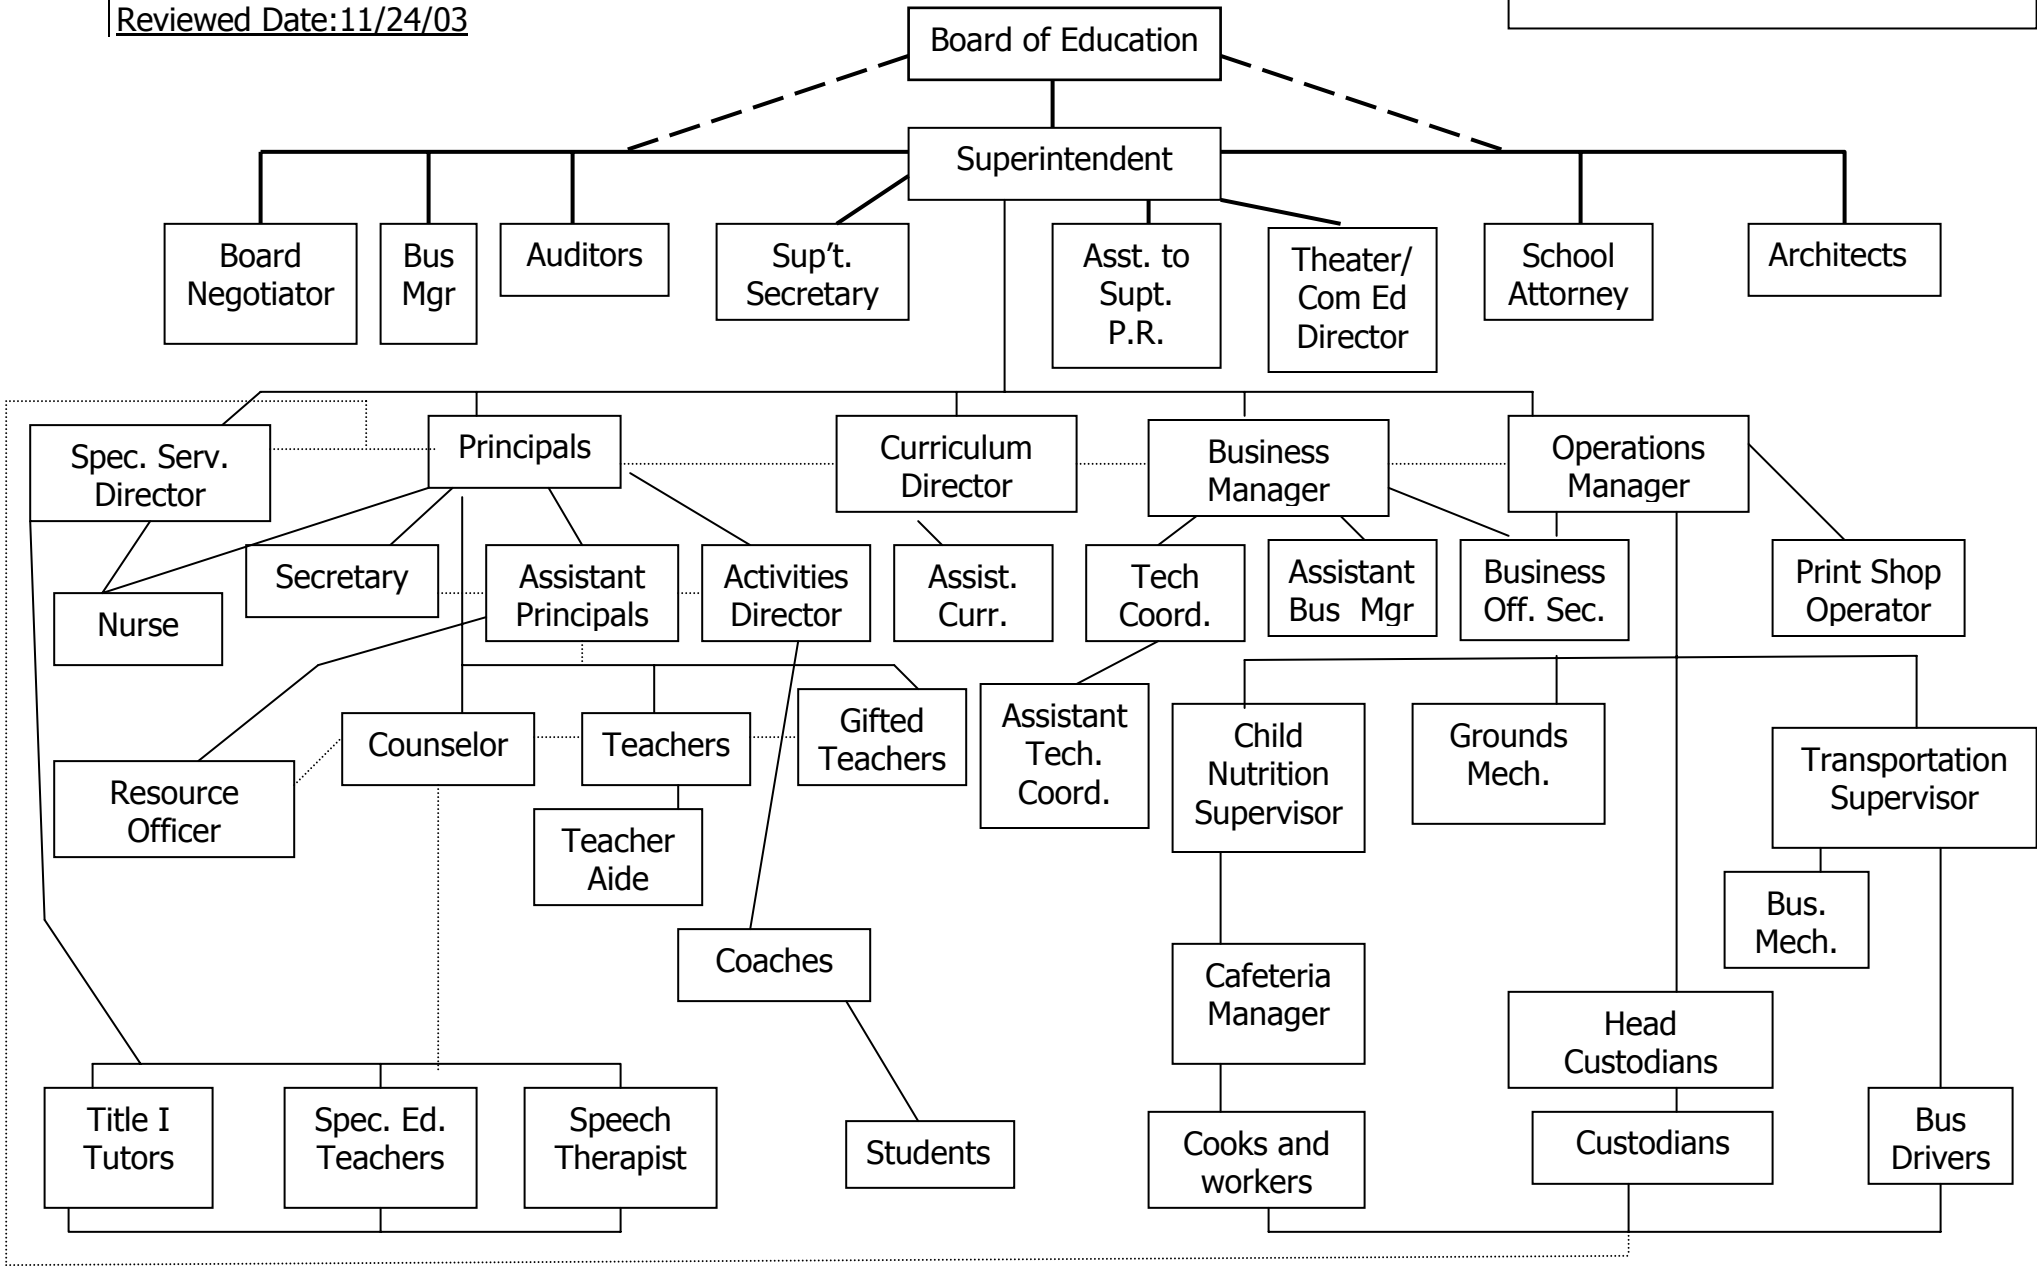 Reviewed Date:11/24/03
Board of Education
Superintendent
Board
Negotiator
Bus
Mgr
Auditors
Sup’t.
Secretary
Asst. to
Supt.
P.R.
Theater/
Com Ed
Director
School
Attorney
Architects
Spec. Serv.
Director
Principals
Curriculum
Director
Business
Manager
Operations
Manager
Nurse
Secretary
Assistant
Principals
Activities
Director
Assist.
Curr.
Tech
Coord.
Assistant
Bus  Mgr
Business
Off. Sec.
Print Shop
Operator
Resource
Officer
Counselor
Teachers
Gifted
Teachers
Assistant
Tech.
Coord.
Child
Nutrition
Supervisor
Grounds
Mech.
Transportation
Supervisor
Teacher
Aide
Bus.
Mech.
Coaches
Cafeteria
Manager
Head
Custodians
Title I
Tutors
Spec. Ed.
Teachers
Speech
Therapist
Students
Cooks and
workers
Custodians
Bus
Drivers